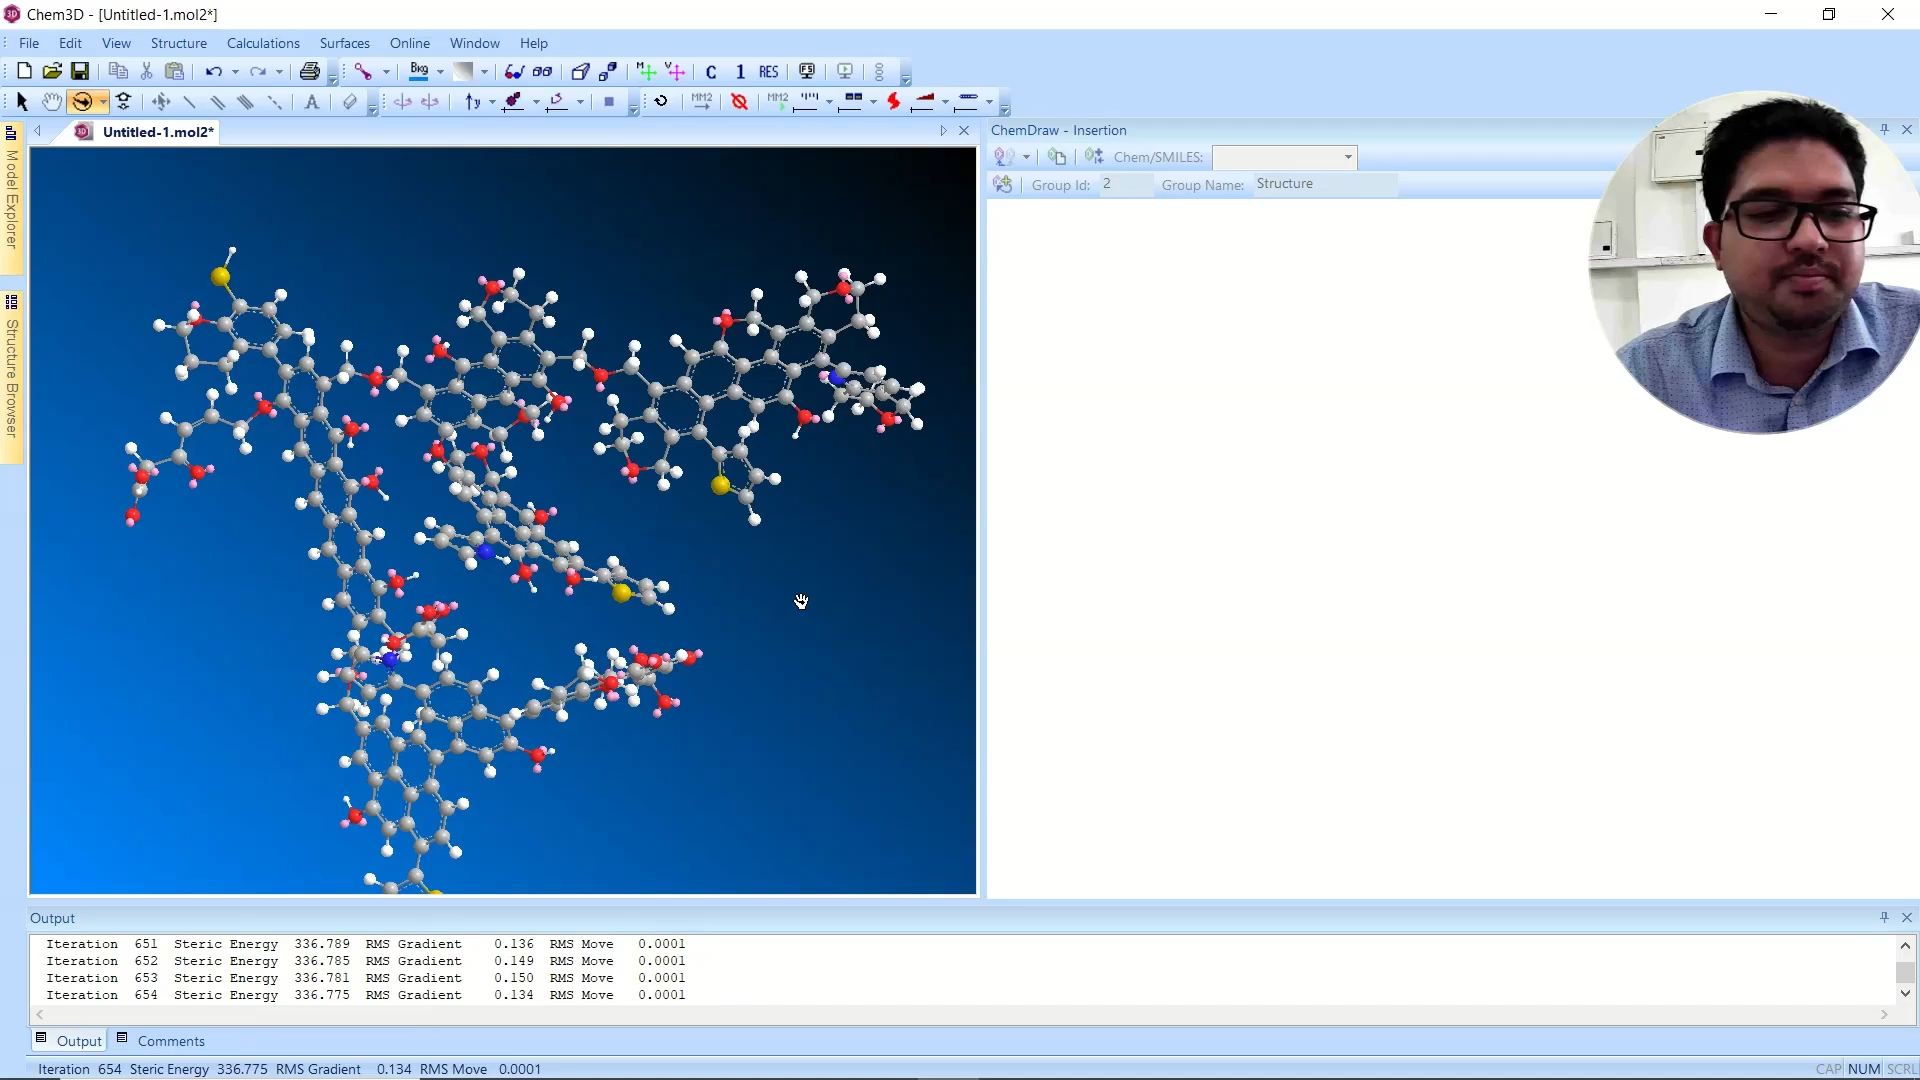 Chem3D - [Untitled-1.mol2*]
File Edit View Structure Calculations Surfaces Online Window Help
Bkg M V C 1 RES F5
A y MM2 MM2
Untitled-1.mol2*
Model Explorer
Structure Browser
ChemDraw - Insertion
Chem/SMILES:
Group Id: 2 Group Name: Structure
Output
Iteration 651 Steric Energy 336.789 RMS Gradient 0.136 RMS Move 0.0001
Iteration 652 Steric Energy 336.785 RMS Gradient 0.149 RMS Move 0.0001
Iteration 653 Steric Energy 336.781 RMS Gradient 0.150 RMS Move 0.0001
Iteration 654 Steric Energy 336.775 RMS Gradient 0.134 RMS Move 0.0001
Output Comments
Iteration 654 Steric Energy 336.775 RMS Gradient 0.134 RMS Move 0.0001
CAP NUM SCRL